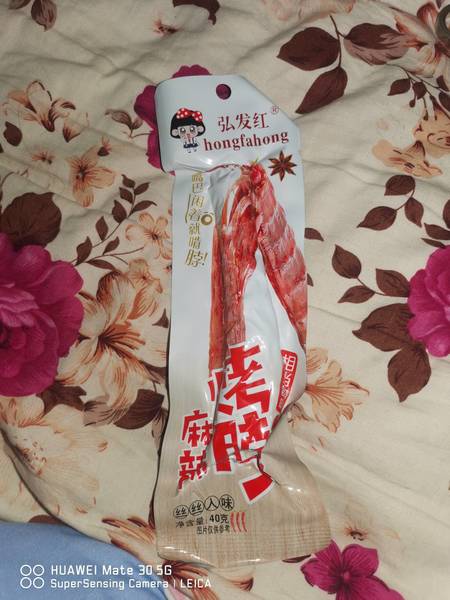 弘发红®
hongfahong
嘴巴闲着就啃脖!
烤脖
麻辣
丝丝入味
净含量: 40克
图片仅供参考
HUAWEI Mate 30 5G
SuperSensing Camera | LEICA